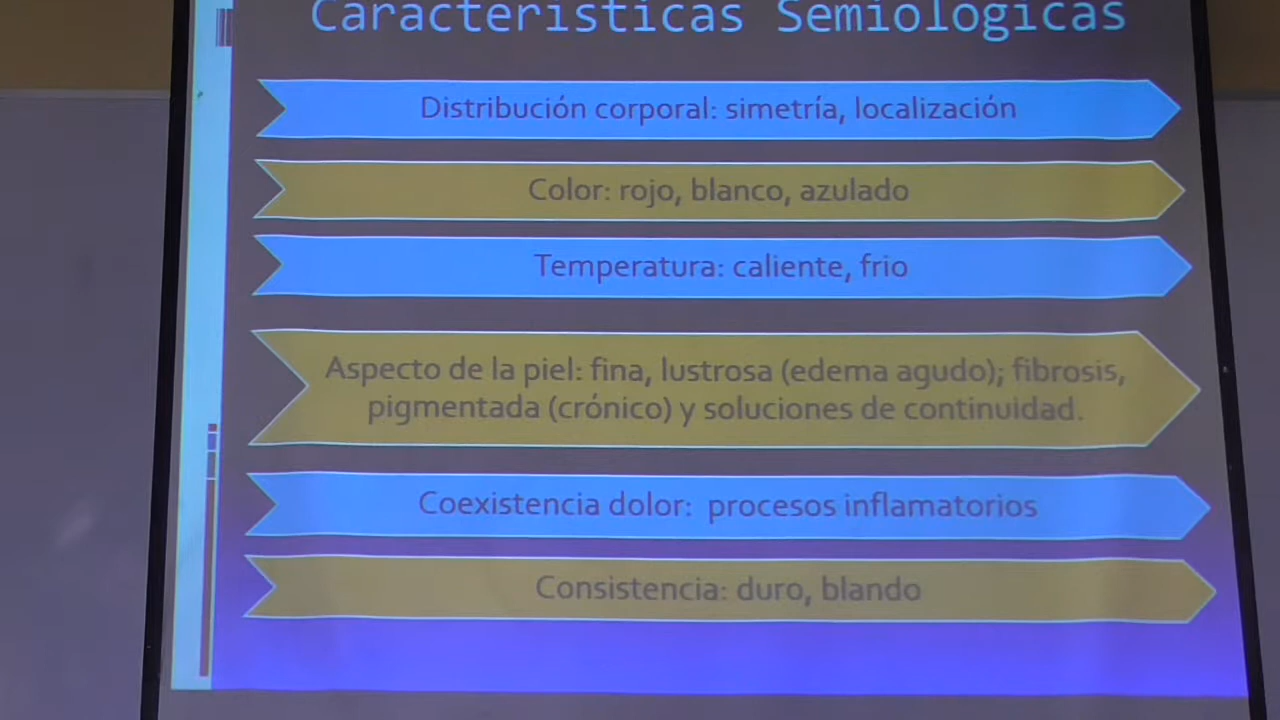 Características Semiológicas
Distribución corporal: simetría, localización
Color: rojo, blanco, azulado
Temperatura: caliente, frio
Aspecto de la piel: fina, lustrosa (edema agudo); fibrosis,
pigmentada (crónico) y soluciones de continuidad.
Coexistencia dolor: procesos inflamatorios
Consistencia: duro, blando